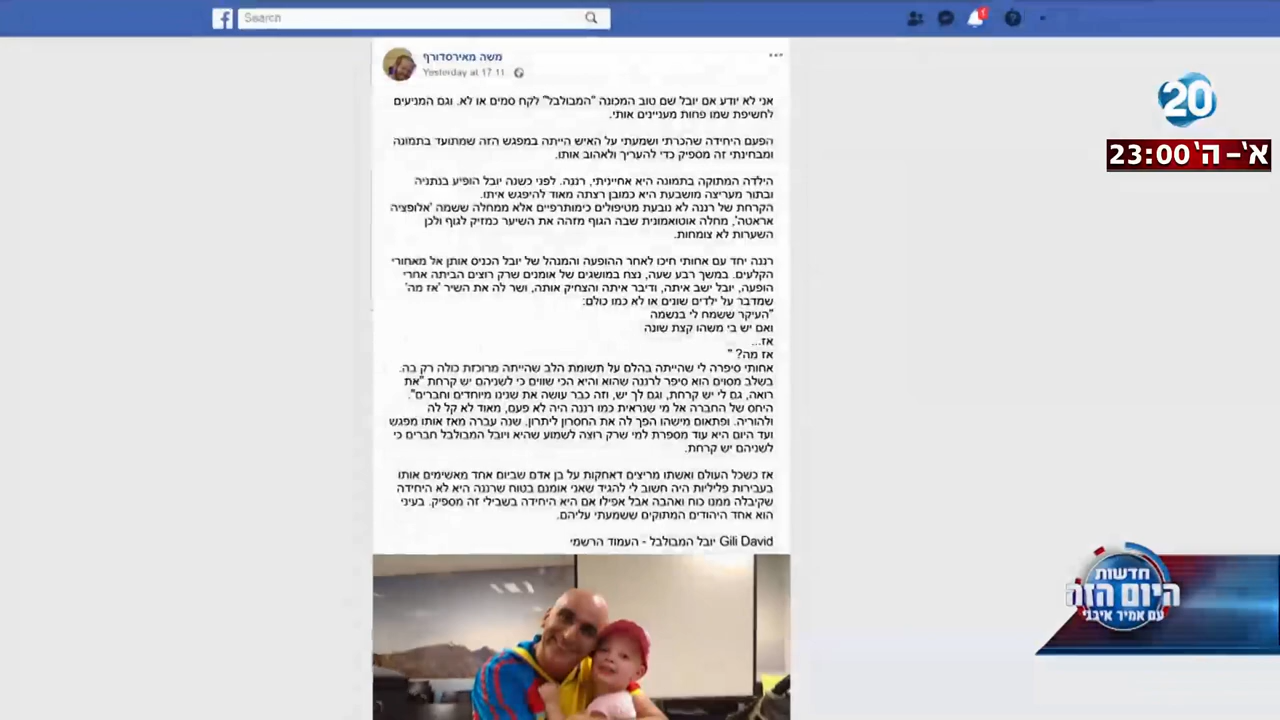 Search
1
משה מאירסדורף
Yesterday at 17:11
אני לא יודע אם יובל שם טוב המכונה "המבולבל" לקח סמים או לא. וגם המניעים
לחשיפת שמו פחות מעניינים אותי.
הפעם היחידה שהכרתי ושמעתי על האיש הייתה במפגש הזה שמתועד בתמונה
ומבחינתי זה מספיק כדי להעריך ולאהוב אותו.
הילדה המתוקה בתמונה היא אחייניתי, רננה. לפני כשנה יובל הופיע בנתניה
ובתור מעריצה מושבעת היא כמובן רצתה מאוד להיפגש איתו.
הקרחת של רננה לא נובעת מטיפולים כימותרפיים אלא ממחלה ששמה 'אלופציה
אראטה', מחלה אוטואמונית שבה הגוף מזהה את השיער כמזיק לגוף ולכן
השערות לא צומחות.
רננה יחד עם אחותי חיכו לאחר ההופעה והמנהל של יובל הכניס אותן אל מאחורי
הקלעים. במשך רבע שעה, נצח במושגים של אומנים שרק רוצים הביתה אחרי
הופעה, יובל ישב איתה, ודיבר איתה והצחיק אותה, ושר לה את השיר 'אז מה'
שמדבר על ילדים שונים או לא כמו כולם:
"העיקר ששמח לי בנשמה
ואם יש בי משהו קצת שונה
אז...
אז מה? "
אחותי סיפרה לי שהייתה בהלם על תשומת הלב שהייתה מרוכזת כולה רק בה.
בשלב מסוים הוא סיפר לרננה שהוא והיא הכי שווים כי לשניהם יש קרחת "את
רואה, גם לי יש קרחת, וגם לך יש, וזה כבר עושה את שנינו מיוחדים וחברים".
היחס של החברה אל מי שנראית כמו רננה היה לא פעם, מאוד לא קל לה
ולהוריה. ופתאום מישהו הפך לה את החסרון ליתרון. שנה עברה מאז אותו מפגש
ועד היום היא עוד מספרת למי שרק רוצה לשמוע שהיא ויובל המבולבל חברים כי
לשניהם יש קרחת.
אז כשכל העולם ואשתו מריצים דאחקות על בן אדם שביום אחד מאשימים אותו
בעבירות פליליות היה חשוב לי להגיד שאני אומנם בטוח שרננה היא לא היחידה
שקיבלה ממנו כוח ואהבה אבל אפילו אם היא היחידה בשבילי זה מספיק. בעיני
הוא אחד היהודים המתוקים ששמעתי עליהם.
Gili David יובל המבולבל - העמוד הרשמי
20
א'-ה' 23:00
חדשות
היום הזה
עם אמיר איבגי